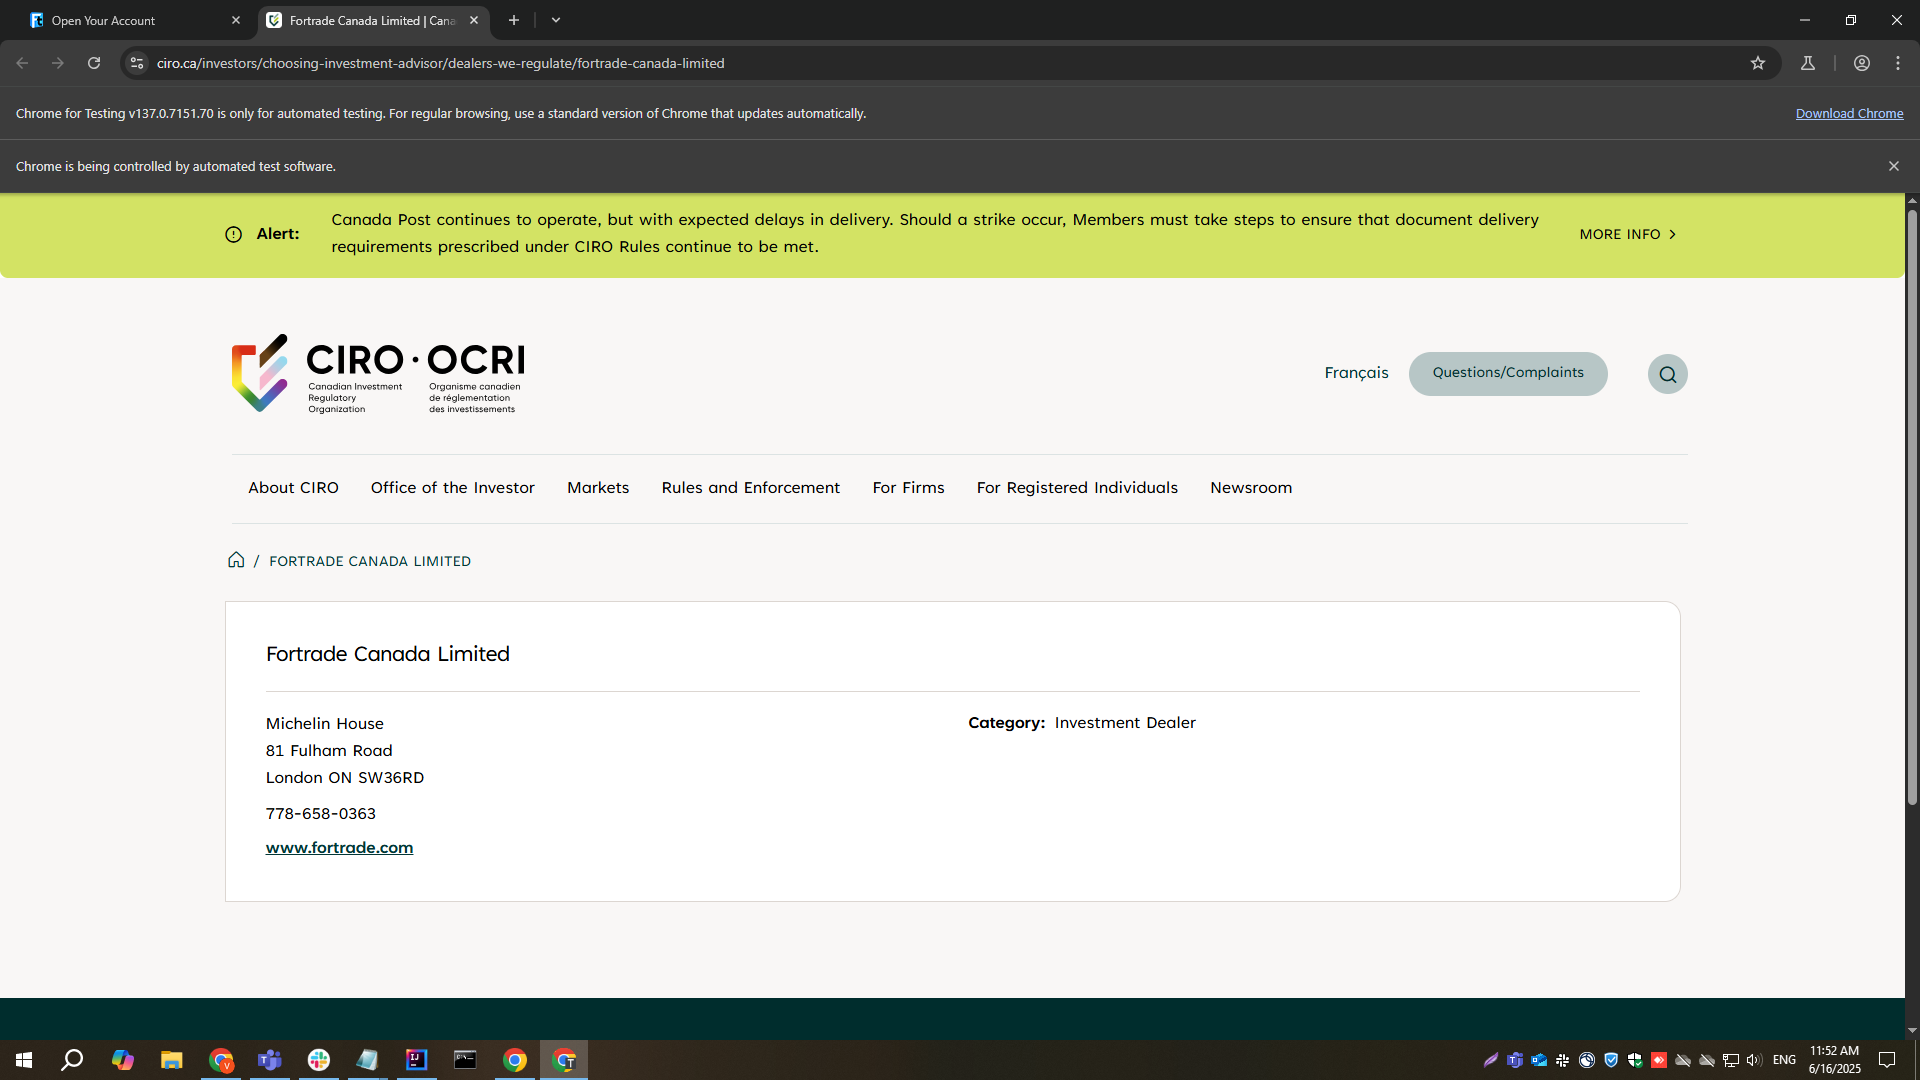 Open Your Account
Fortrade Canada Limited | Cana
ciro.ca/investors/choosing-investment-advisor/dealers-we-regulate/fortrade-canada-limited
Chrome for Testing v137.0.7151.70 is only for automated testing. For regular browsing, use a standard version of Chrome that updates automatically.
Download Chrome
Chrome is being controlled by automated test software.
Alert:
Canada Post continues to operate, but with expected delays in delivery. Should a strike occur, Members must take steps to ensure that document delivery
requirements prescribed under CIRO Rules continue to be met.
MORE INFO
CIRO · OCRI
Canadian Investment
Regulatory
Organization
Organisme canadien
de réglementation
des investissements
Français
Questions/Complaints
About CIRO
Office of the Investor
Markets
Rules and Enforcement
For Firms
For Registered Individuals
Newsroom
/ FORTRADE CANADA LIMITED
Fortrade Canada Limited
Michelin House
81 Fulham Road
London ON SW36RD
778-658-0363
www.fortrade.com
Category: Investment Dealer
ENG
11:52 AM
6/16/2025